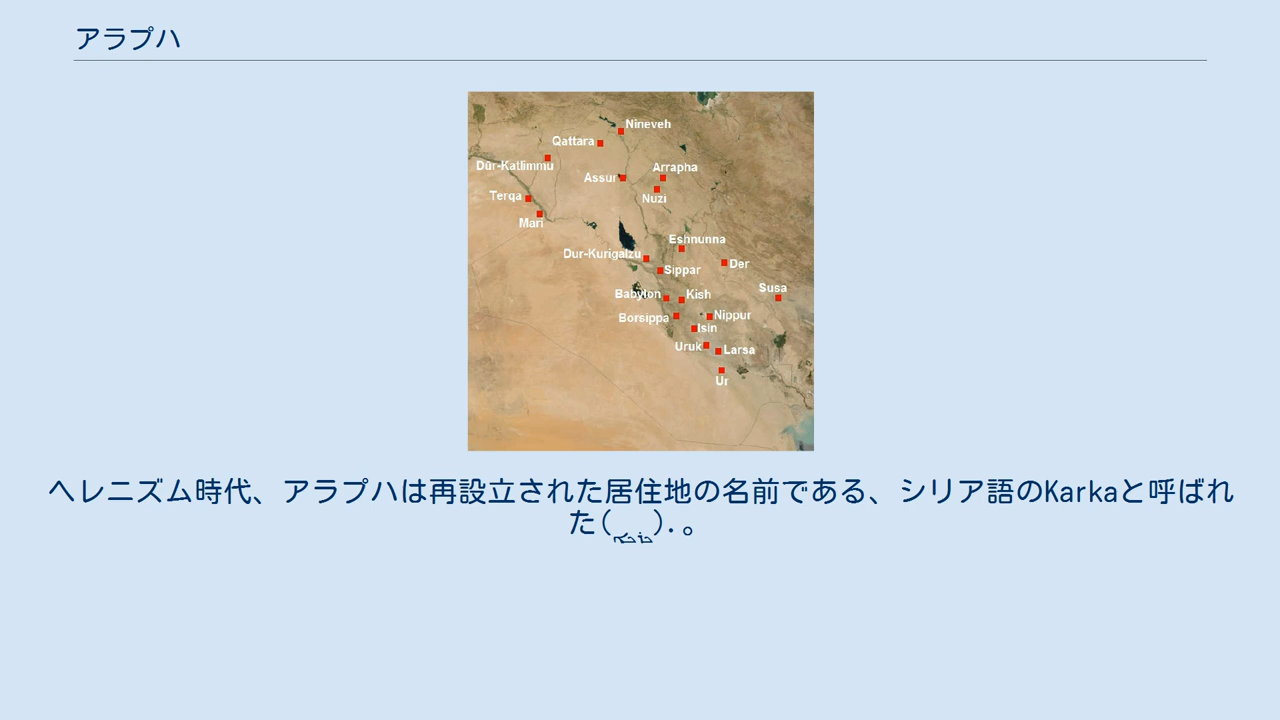 アラプハ
Nineveh
Qattara
Dūr-Katlimmu
Arrapha
Assur
Terqa
Nuzi
Mari
Eshnunna
Dur-Kurigalzu
Der
Sippar
Susa
Babylon
Kish
Borsippa
Nippur
Isin
Uruk
Larsa
Ur
ヘレニズム時代、アラプハは再設立された居住地の名前である、シリア語のKarkaと呼ばれ
た( ).。